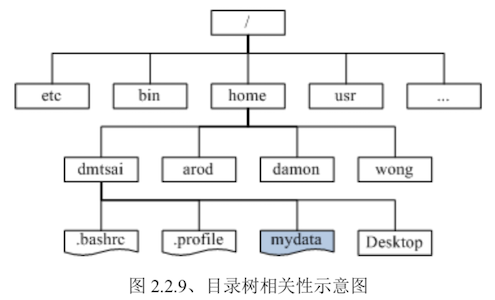 /
etc bin home usr ...
dmtsai arod damon wong
.bashrc .profile mydata Desktop
图 2.2.9、目录树相关性示意图